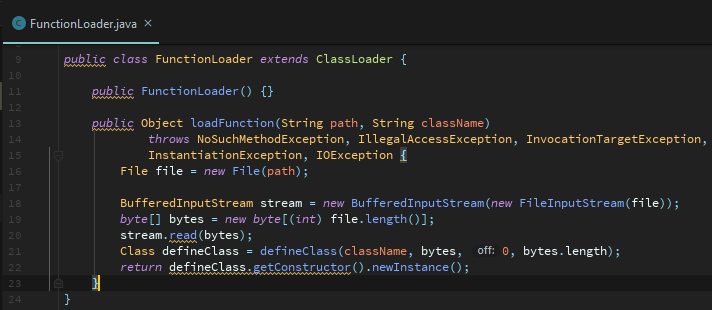 FunctionLoader.java ×
9 public class FunctionLoader extends ClassLoader {
10
11 public FunctionLoader() {}
12
13 public Object loadFunction(String path, String className)
14 throws NoSuchMethodException, IllegalAccessException, InvocationTargetException,
15 InstantiationException, IOException {
16 File file = new File(path);
17
18 BufferedInputStream stream = new BufferedInputStream(new FileInputStream(file));
19 byte[] bytes = new byte[(int) file.length()];
20 stream.read(bytes);
21 Class defineClass = defineClass(className, bytes, off: 0, bytes.length);
22 return defineClass.getConstructor().newInstance();
23 }
24 }